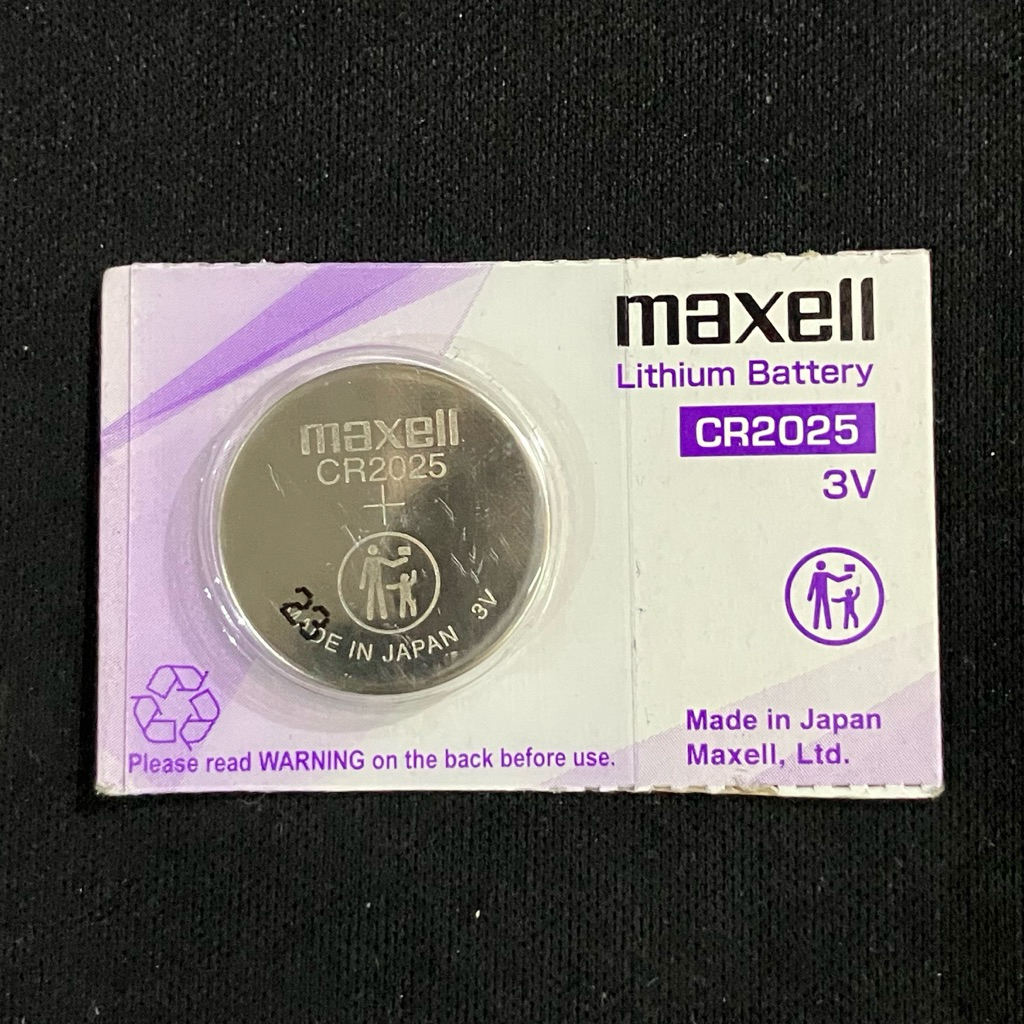 maxell
Lithium Battery
CR2025
3V
maxell
CR2025
+
23
MADE IN JAPAN 3V
Please read WARNING on the back before use.
Made in Japan
Maxell, Ltd.